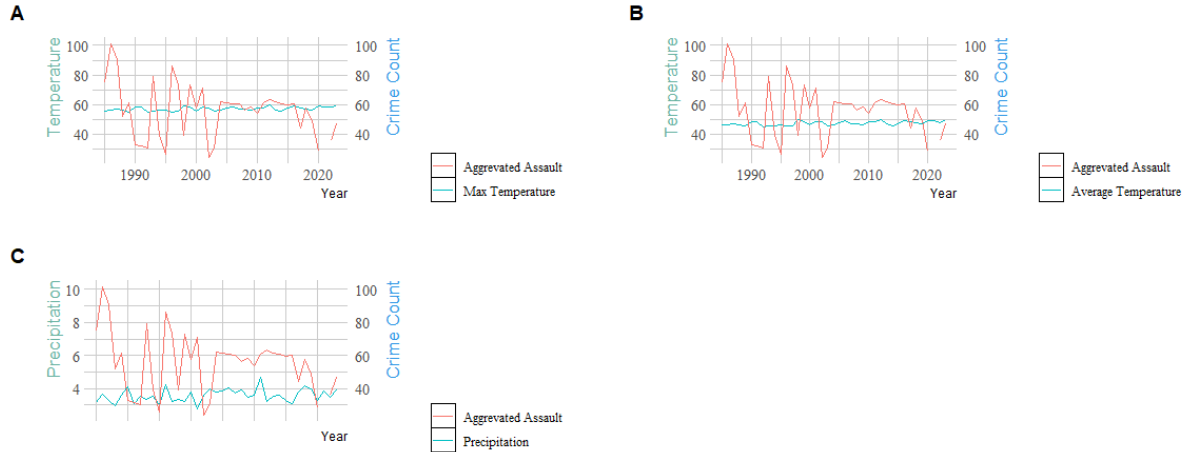 A
Temperature
100
80
60
40
100
80
60
40
Crime Count
1990
2000
2010
2020
Year
Aggrevated Assault
Max Temperature
B
Temperature
100
80
60
40
100
80
60
40
Crime Count
1990
2000
2010
2020
Year
Aggrevated Assault
Average Temperature
C
Precipitation
10
8
6
4
100
80
60
40
Crime Count
Year
Aggrevated Assault
Precipitation